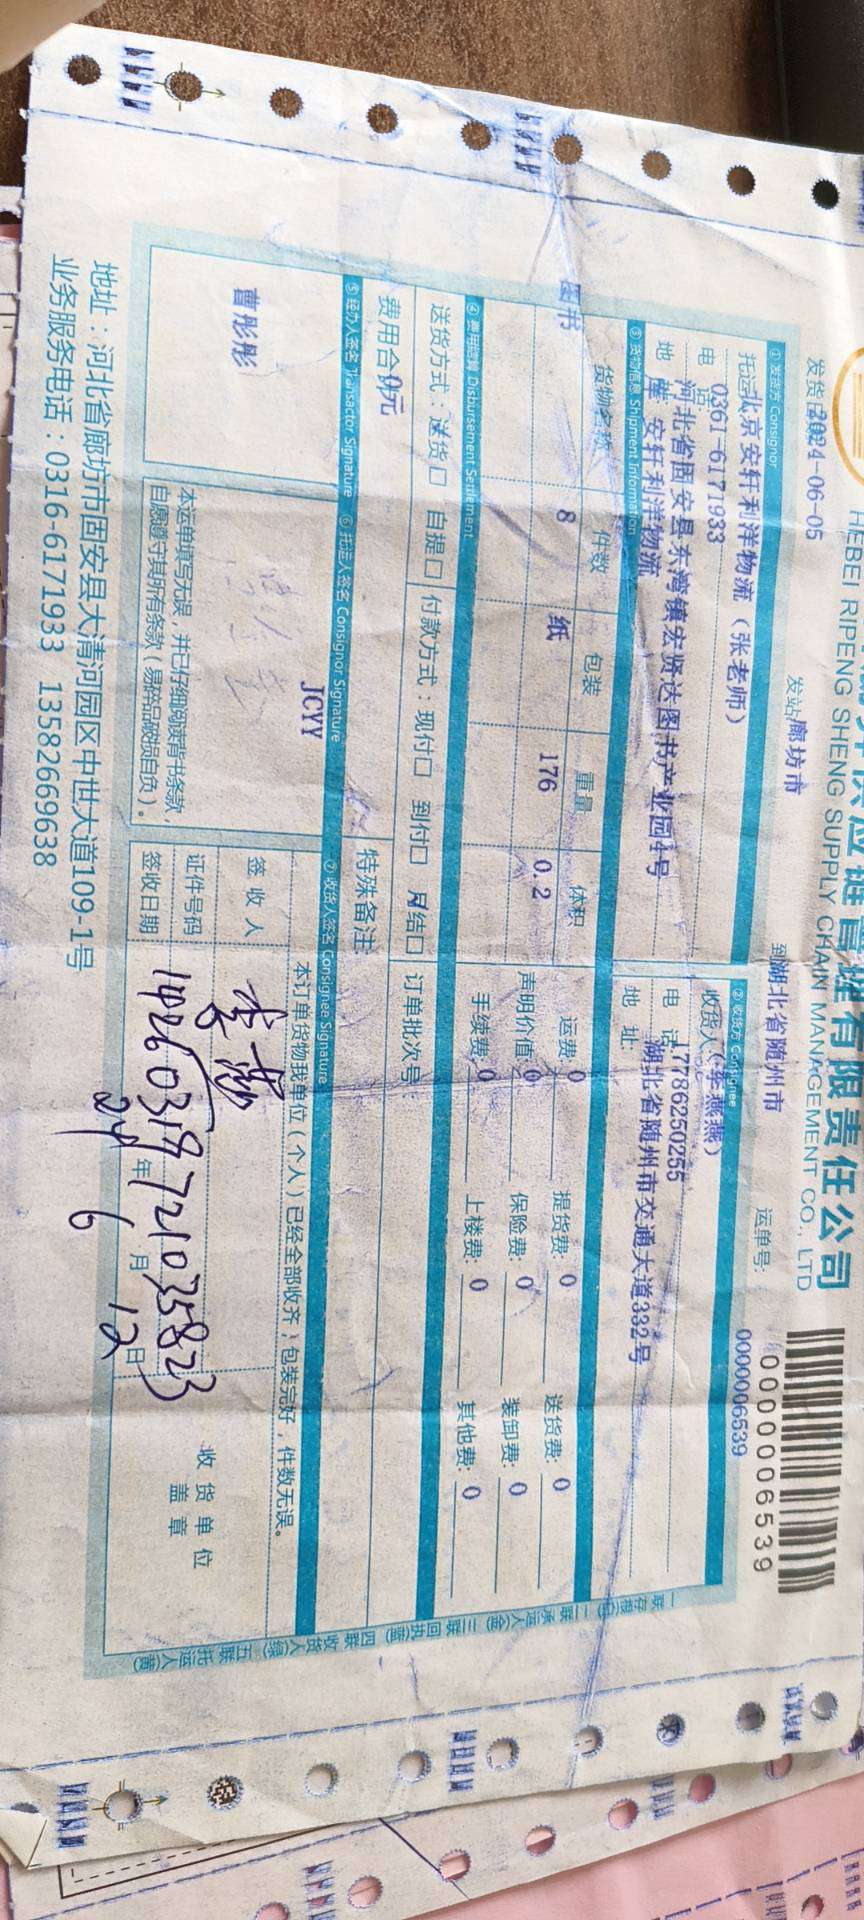 应链管理有限责任公司
HEBEI RIPENG SHENG SUPPLY CHAIN MANAGEMENT CO., LTD
发货日期 2024-06-05
发站 廊坊市
到 湖北省随州市
运单号:
0000006539
0000006539
① 发货方 Consignor
托运 北京安轩利洋物流(张老师)
电话 0361-6171933
河北省固安县东湾镇宏贤达图书产业园4号
地 安轩利洋物流
② 收货方 Consignee
收货人 (李燕燕)
电话 17786250255
地址: 湖北省随州市交通大道332号
③ 货物信息 Shipment Information
货物名称 件数 包装 重量 体积
图书 8 纸 176 0.2
运费: 0 提货费: 0 送货费: 0
声明价值: 0 保险费: 0 装卸费: 0
手续费: 0 上楼费: 0 其他费: 0
④ 费用结算 Disbursement Settlement
送货方式:送货□ 自提□ 付款方式:现付□ 到付□ 月结□ 订单批次号:
费用合 0元
特殊备注:
⑤ 经办人签名 Transactor Signature
曹彤彤
⑥ 托运人签名 Consignor Signature
JCYY
本运单填写无误,并已仔细阅读背书条款,
自愿遵守其所有条款(易碎品破损自负)。
⑦ 收货人签名 Consignee Signature
本订单货物我单位(个人)已经全部收齐;包装完好,件数无误。
签收人
证件号码
签收日期 24年 6月 12日
收货单位
盖章
一联存根(白) 二联承运人(金) 三联回执(蓝) 四联收货人(绿) 五联托运人(黄)
地址:河北省廊坊市固安县大清河园区中世大道109-1号
业务服务电话:0316-6171933 13582669638